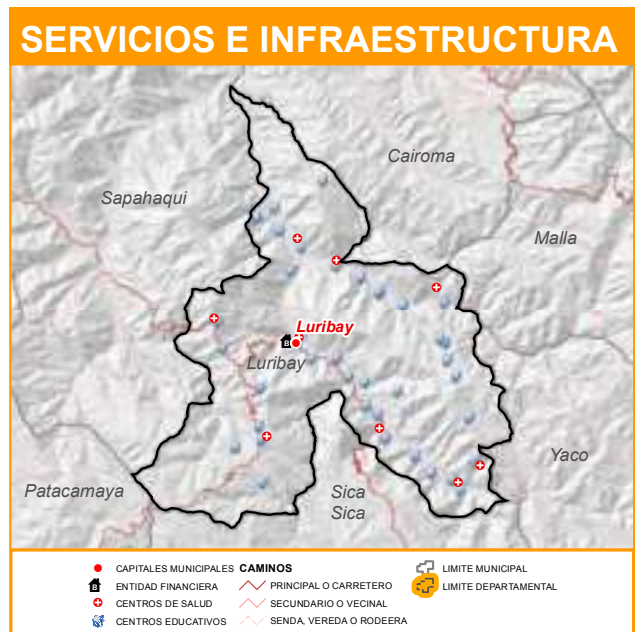 SERVICIOS E INFRAESTRUCTURA
Cairoma
Sapahaqui
Malla
Luribay
B
Luribay
Yaco
Patacamaya
Sica
Sica
CAPITALES MUNICIPALES
B ENTIDAD FINANCIERA
CENTROS DE SALUD
CENTROS EDUCATIVOS
CAMINOS
PRINCIPAL O CARRETERO
SECUNDARIO O VECINAL
SENDA, VEREDA O RODEERA
LIMITE MUNICIPAL
LIMITE DEPARTAMENTAL